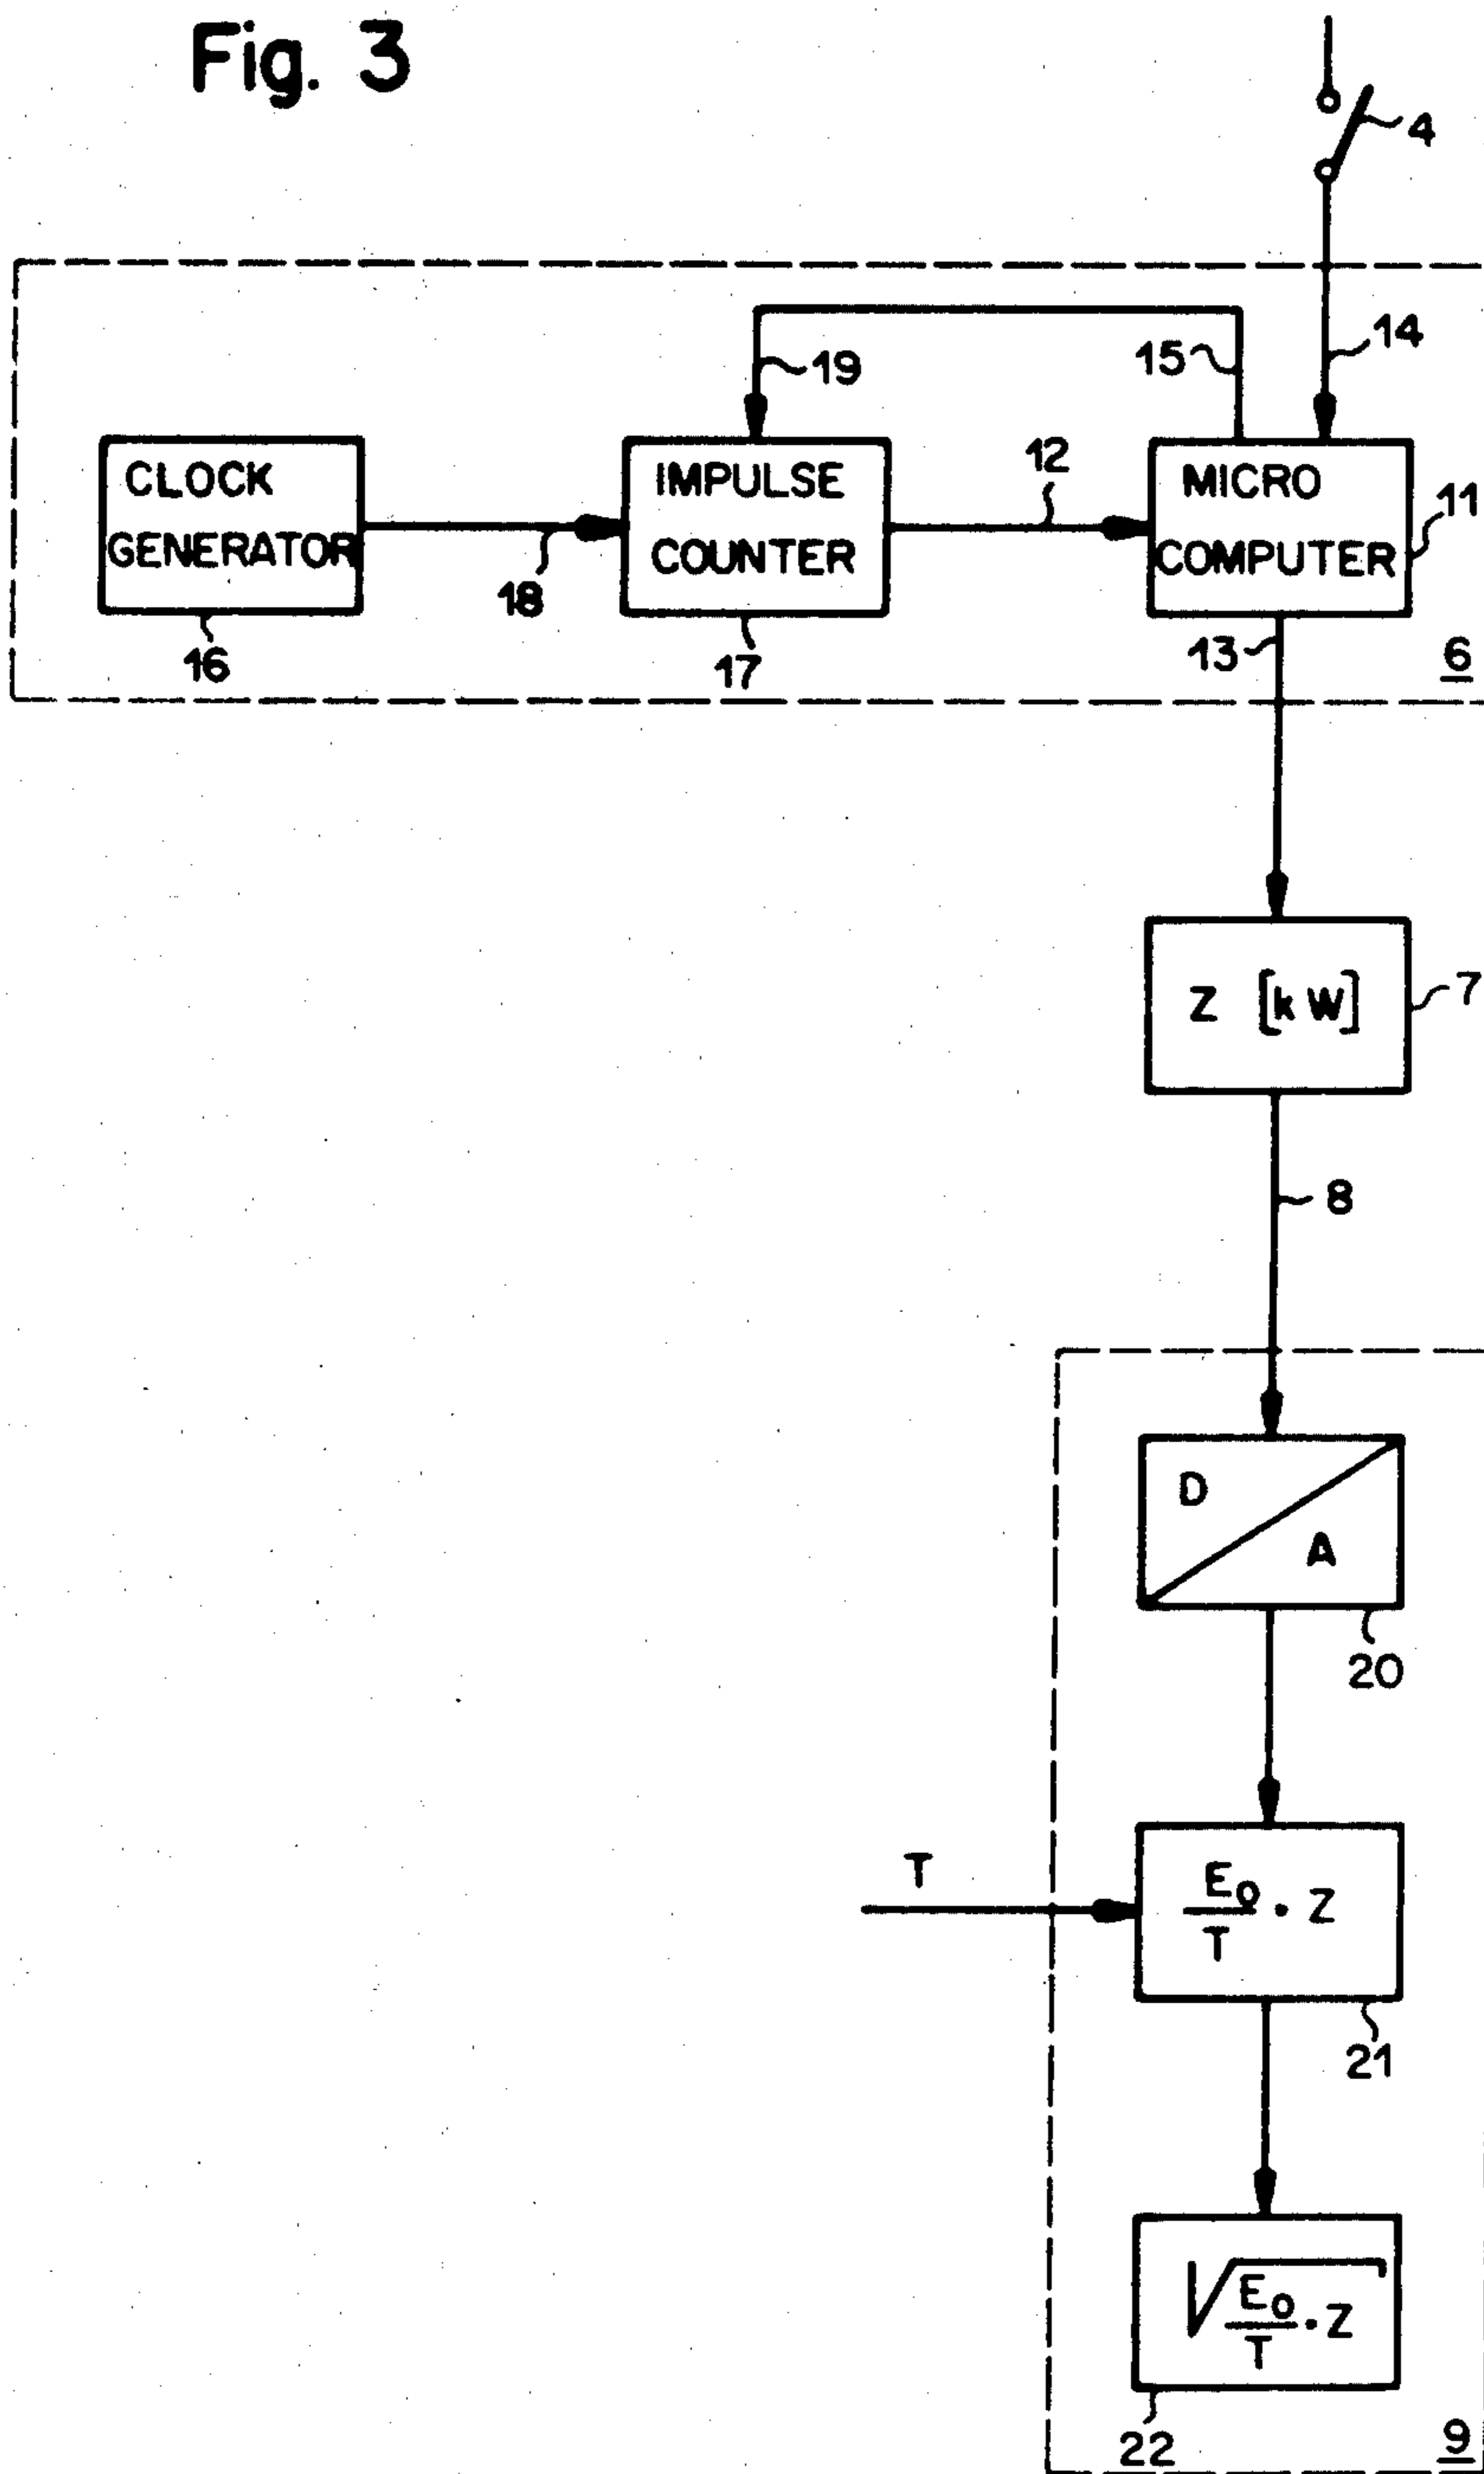 Fig. 3
4
14
15
19
12
CLOCK
GENERATOR
IMPULSE
COUNTER
MICRO
COMPUTER
11
18
16
17
13
6
Z [kW]
7
8
D
A
20
T
E₀/T · Z
21
√(E₀/T · Z)
22
9